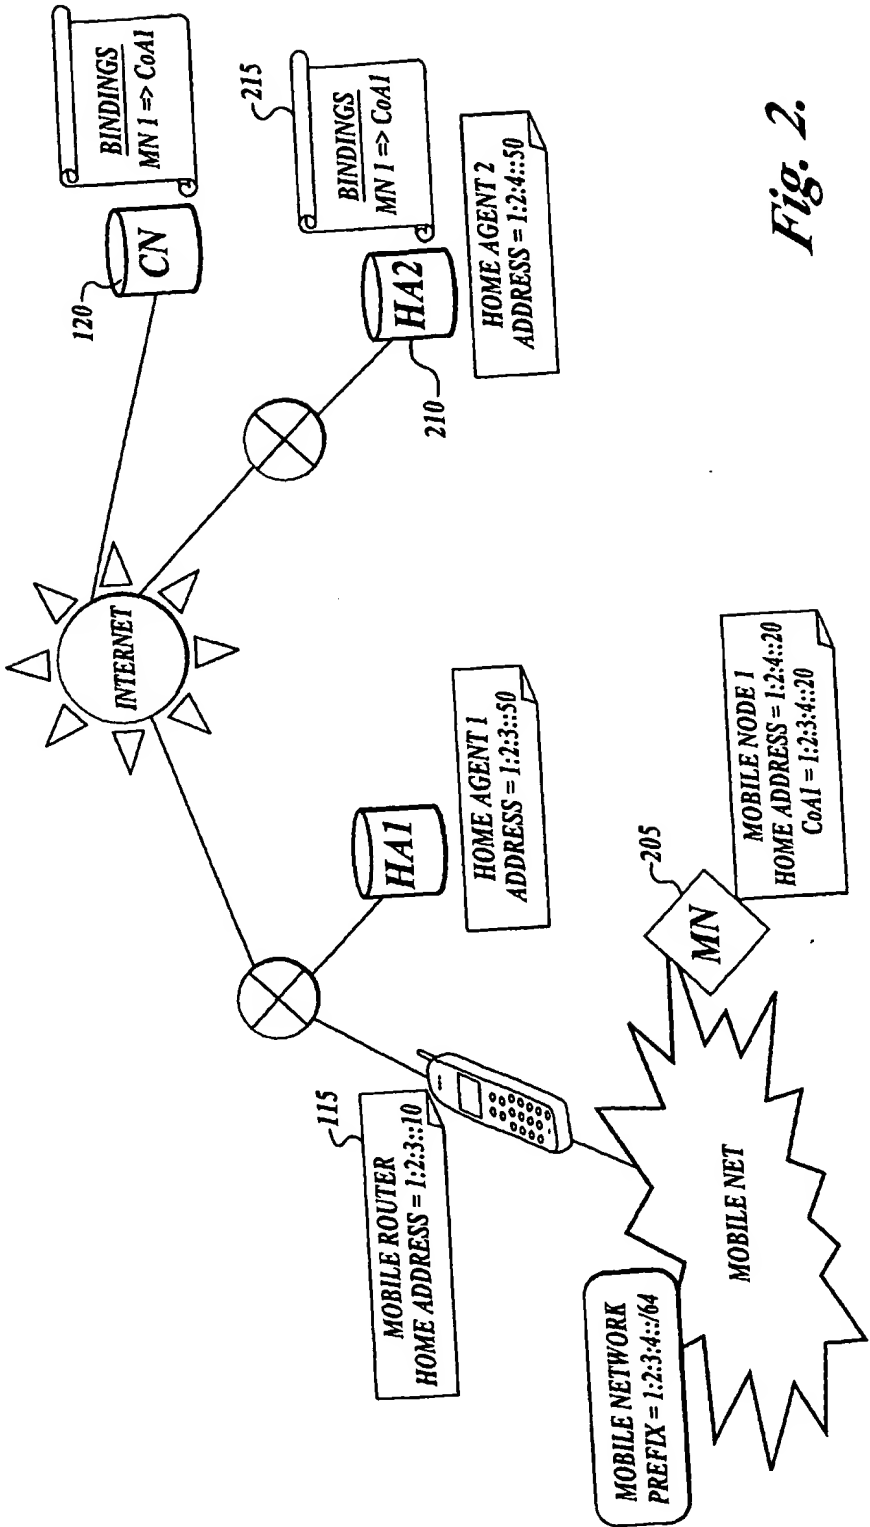 BINDINGS
MN 1 => CoA1
CN
120
215
BINDINGS
MN 1 => CoA1
HA2
210
HOME AGENT 2
ADDRESS = 1:2:4::50
INTERNET
HA1
HOME AGENT 1
ADDRESS = 1:2:3::50
115
MOBILE ROUTER
HOME ADDRESS = 1:2:3::10
205
MN
MOBILE NODE 1
HOME ADDRESS = 1:2:4::20
CoA1 = 1:2:3:4::20
MOBILE NET
MOBILE NETWORK
PREFIX = 1:2:3:4::/64
Fig. 2.